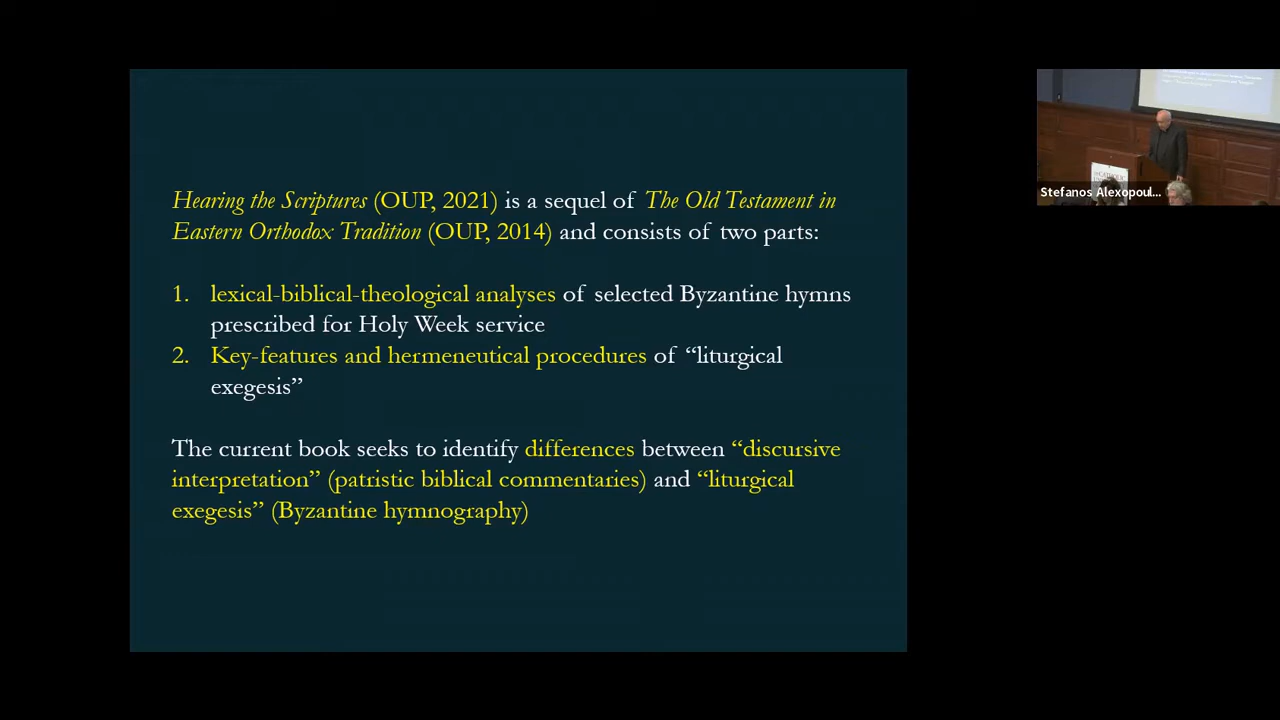 Hearing the Scriptures (OUP, 2021) is a sequel of The Old Testament in
Eastern Orthodox Tradition (OUP, 2014) and consists of two parts:
1. lexical-biblical-theological analyses of selected Byzantine hymns
prescribed for Holy Week service
2. Key-features and hermeneutical procedures of “liturgical
exegesis”
The current book seeks to identify differences between “discursive
interpretation” (patristic biblical commentaries) and “liturgical
exegesis” (Byzantine hymnography)
Stefanos Alexopoul...